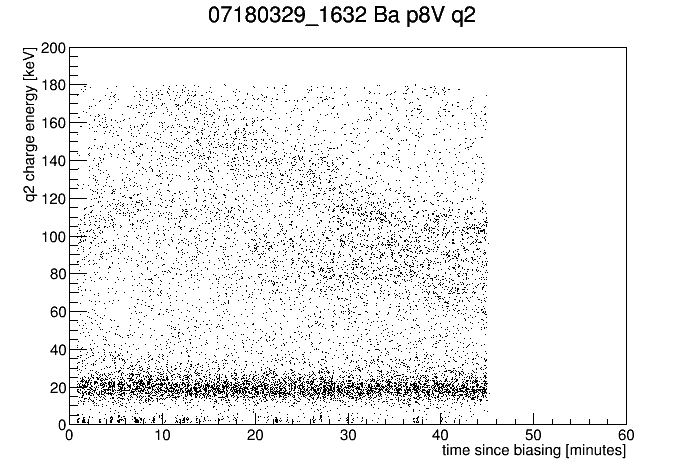 07180329_1632 Ba p8V q2
q2 charge energy [keV]
200
180
160
140
120
100
80
60
40
20
0
0 10 20 30 40 50 60
time since biasing [minutes]